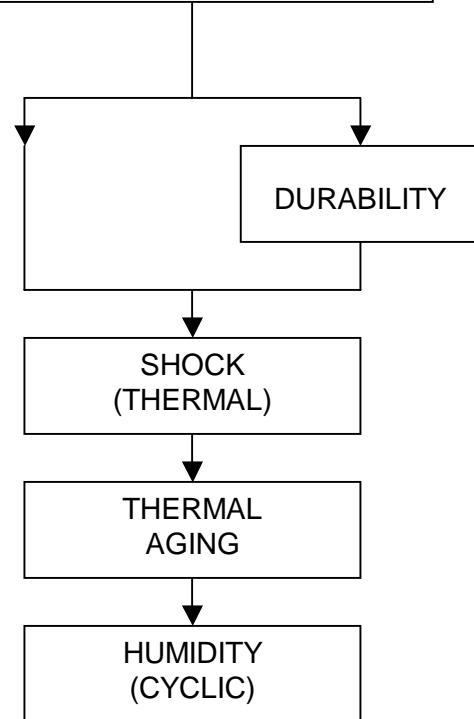 DURABILITY
SHOCK
(THERMAL)
THERMAL
AGING
HUMIDITY
(CYCLIC)